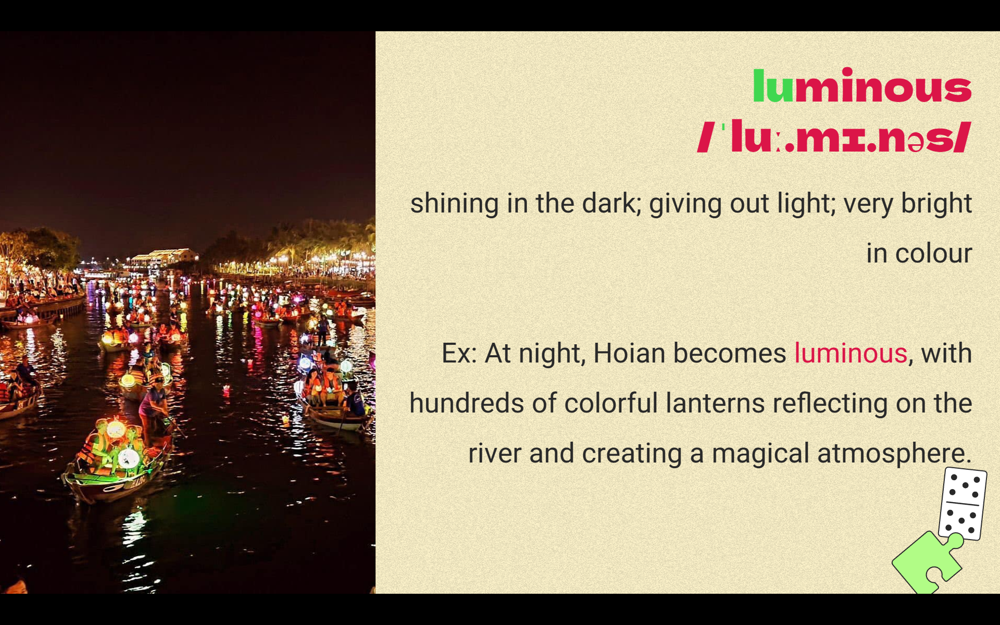 luminous
/ˈluː.mɪ.nəs/
shining in the dark; giving out light; very bright
in colour
Ex: At night, Hoian becomes luminous, with
hundreds of colorful lanterns reflecting on the
river and creating a magical atmosphere.